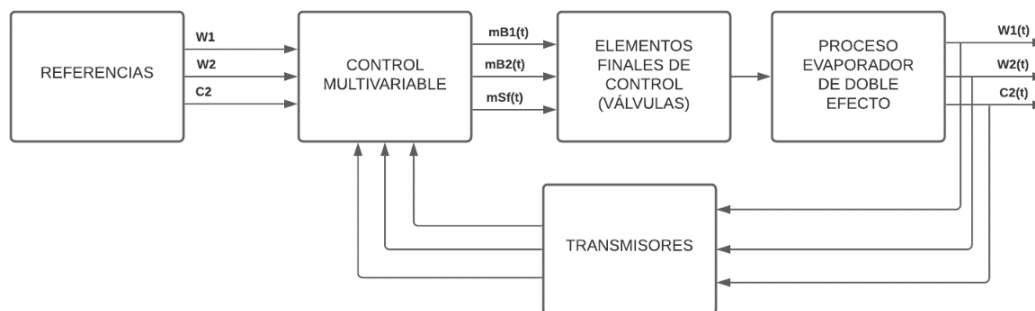 REFERENCIAS
W1
W2
C2
CONTROL
MULTIVARIABLE
mB1(t)
mB2(t)
mSf(t)
ELEMENTOS
FINALES DE
CONTROL
(VÁLVULAS)
PROCESO
EVAPORADOR
DE DOBLE
EFECTO
W1(t)
W2(t)
C2(t)
TRANSMISORES